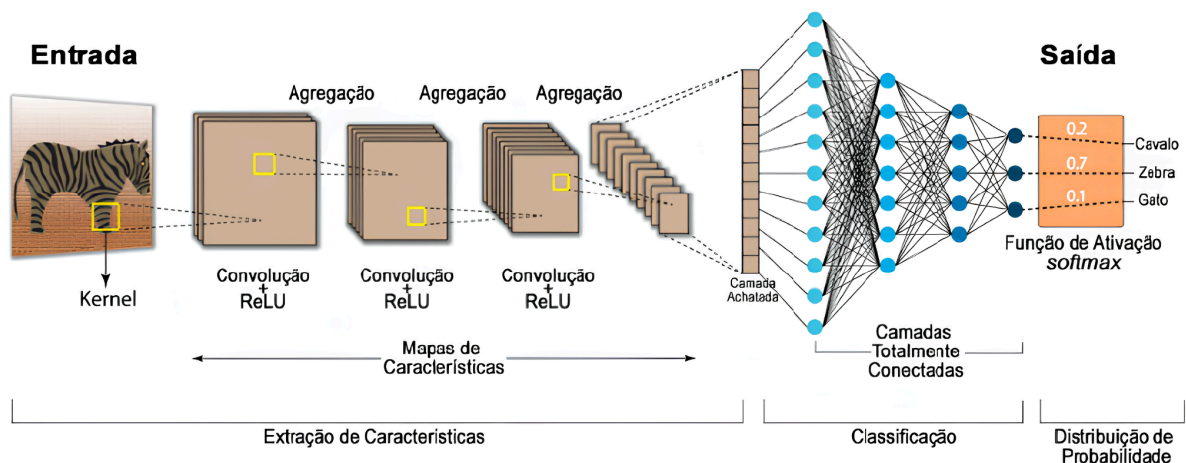 Entrada
Saída
Agregação
Agregação
Agregação
0.2
Cavalo
0.7
Zebra
0.1
Gato
Função de Ativação
softmax
Kernel
Convolução
+
ReLU
Convolução
+
ReLU
Convolução
+
ReLU
Camada
Achatada
Mapas de
Características
Camadas
Totalmente
Conectadas
Extração de Características
Classificação
Distribuição de
Probabilidade